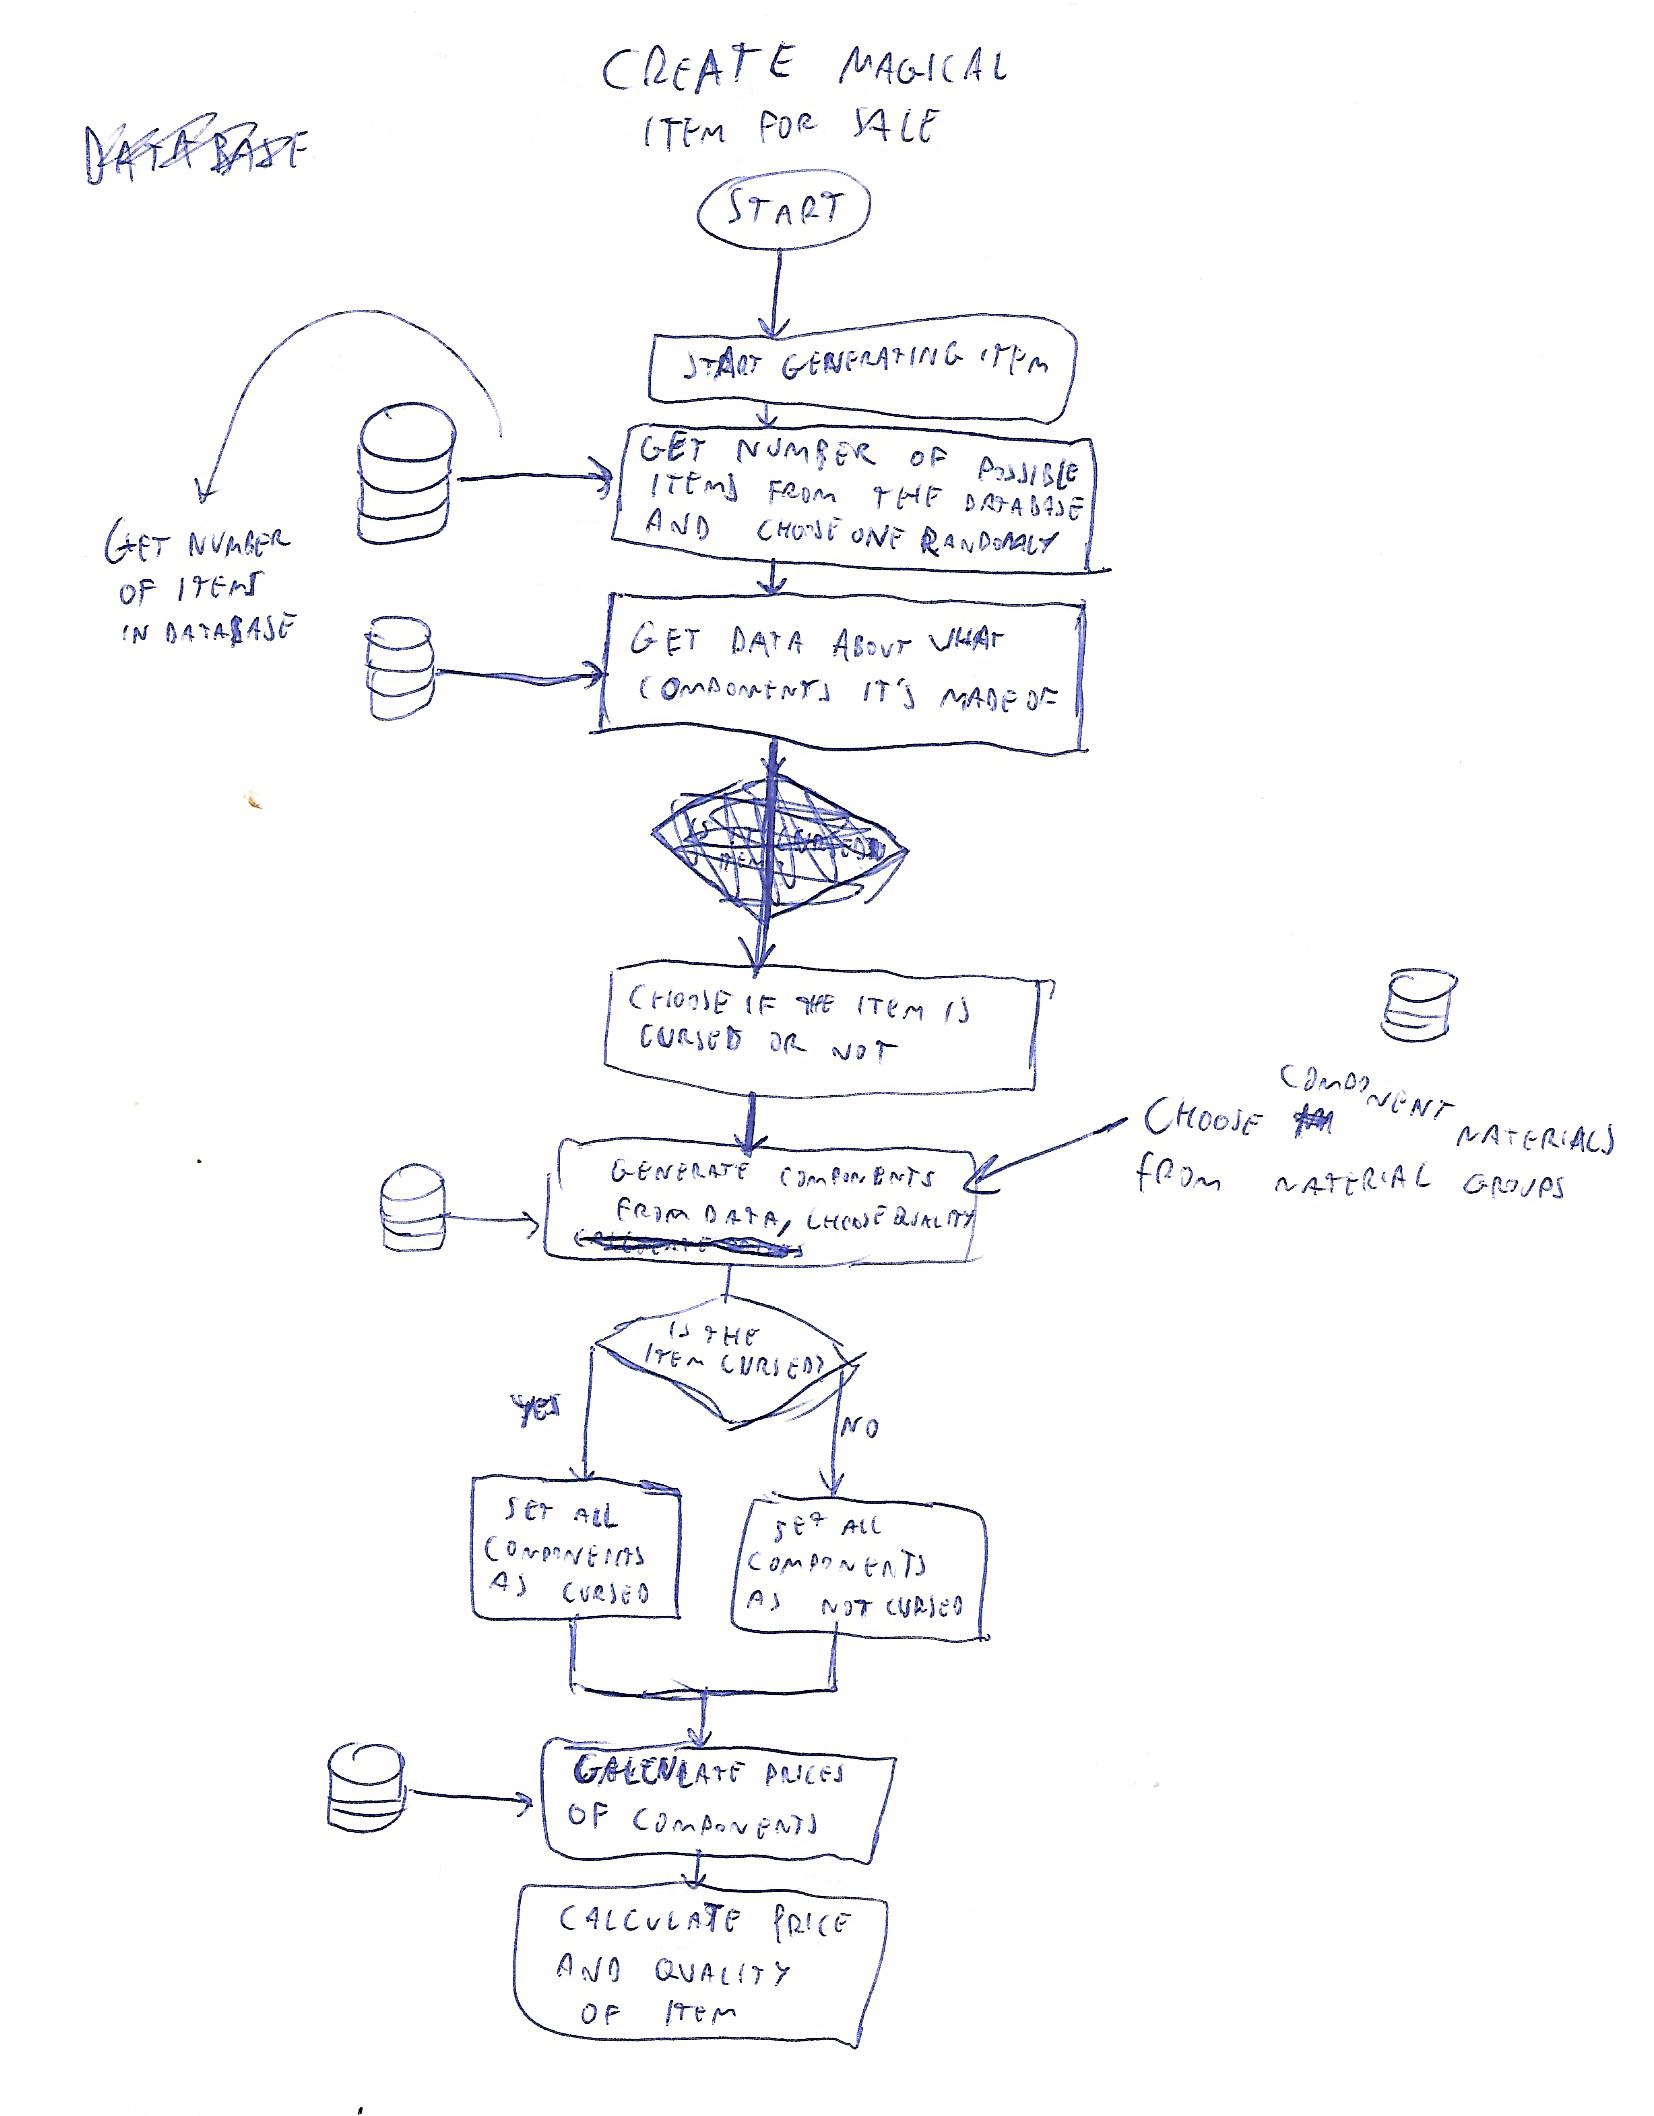 CREATE MAGICAL
ITEM FOR SALE
DATABASE
START
START GENERATING ITEM
GET NUMBER OF POSSIBLE
ITEMS FROM THE DATABASE
AND CHOOSE ONE RANDOMLY
GET NUMBER
OF ITEMS
IN DATABASE
GET DATA ABOUT WHAT
COMPONENTS IT'S MADE OF
CHOOSE IF THE ITEM IS
CURSED OR NOT
COMPONENT
CHOOSE MATERIALS
FROM MATERIAL GROUPS
GENERATE COMPONENTS
FROM DATA, CHOOSE QUALITY
IS THE
ITEM CURSED?
YES
NO
SET ALL
COMPONENTS
AS CURSED
SET ALL
COMPONENTS
AS NOT CURSED
CALCULATE PRICES
OF COMPONENTS
CALCULATE PRICE
AND QUALITY
OF ITEM